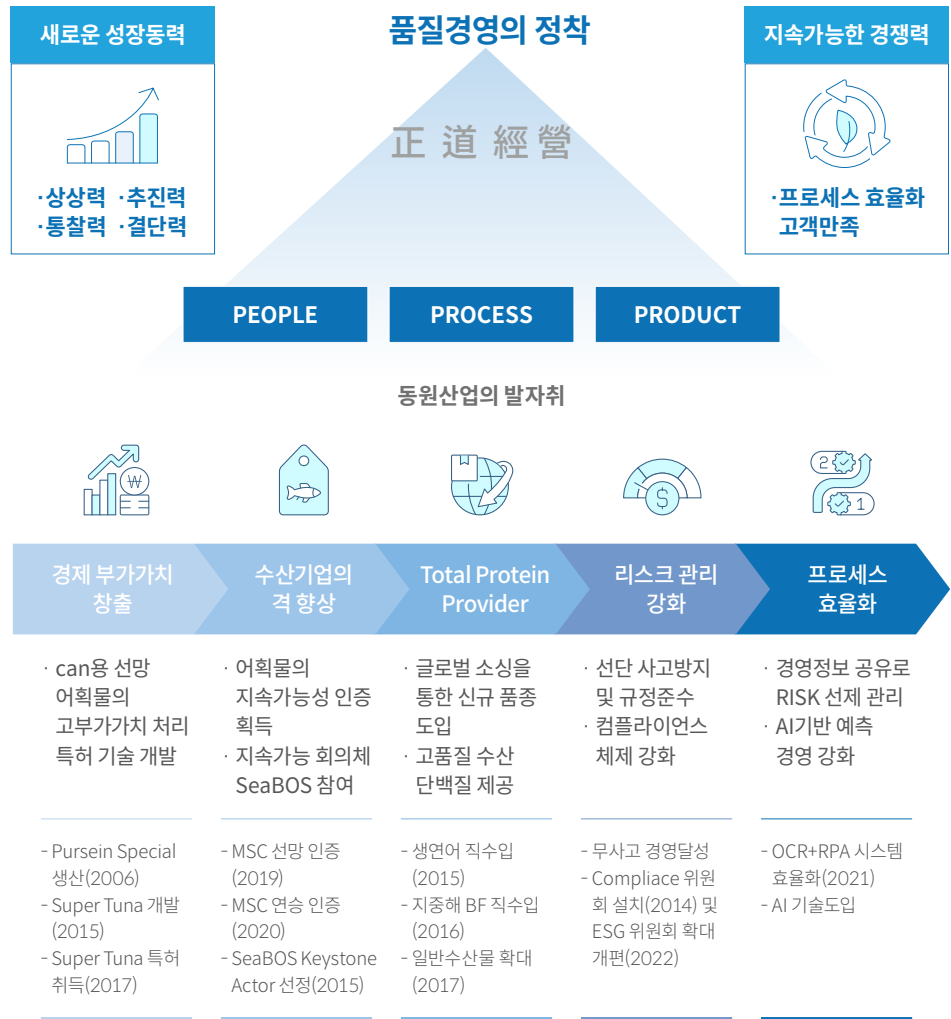 새로운 성장동력
·상상력 ·추진력
·통찰력 ·결단력
품질경영의 정착
正道經營
지속가능한 경쟁력
·프로세스 효율화
고객만족
PEOPLE
PROCESS
PRODUCT
동원산업의 발자취
₩
$
2
1
경제 부가가치
창출
수산기업의
격 향상
Total Protein
Provider
리스크 관리
강화
프로세스
효율화
· can용 선망
어획물의
고부가가치 처리
특허 기술 개발
· 어획물의
지속가능성 인증
획득
· 지속가능 회의체
SeaBOS 참여
· 글로벌 소싱을
통한 신규 품종
도입
· 고품질 수산
단백질 제공
· 선단 사고방지
및 규정준수
· 컴플라이언스
체제 강화
· 경영정보 공유로
RISK 선제 관리
· AI기반 예측
경영 강화
- Pursein Special
생산(2006)
- Super Tuna 개발
(2015)
- Super Tuna 특허
취득(2017)
- MSC 선망 인증
(2019)
- MSC 연승 인증
(2020)
- SeaBOS Keystone
Actor 선정(2015)
- 생연어 직수입
(2015)
- 지중해 BF 직수입
(2016)
- 일반수산물 확대
(2017)
- 무사고 경영달성
- Compliace 위원
회 설치(2014) 및
ESG 위원회 확대
개편(2022)
- OCR+RPA 시스템
효율화(2021)
- AI 기술도입